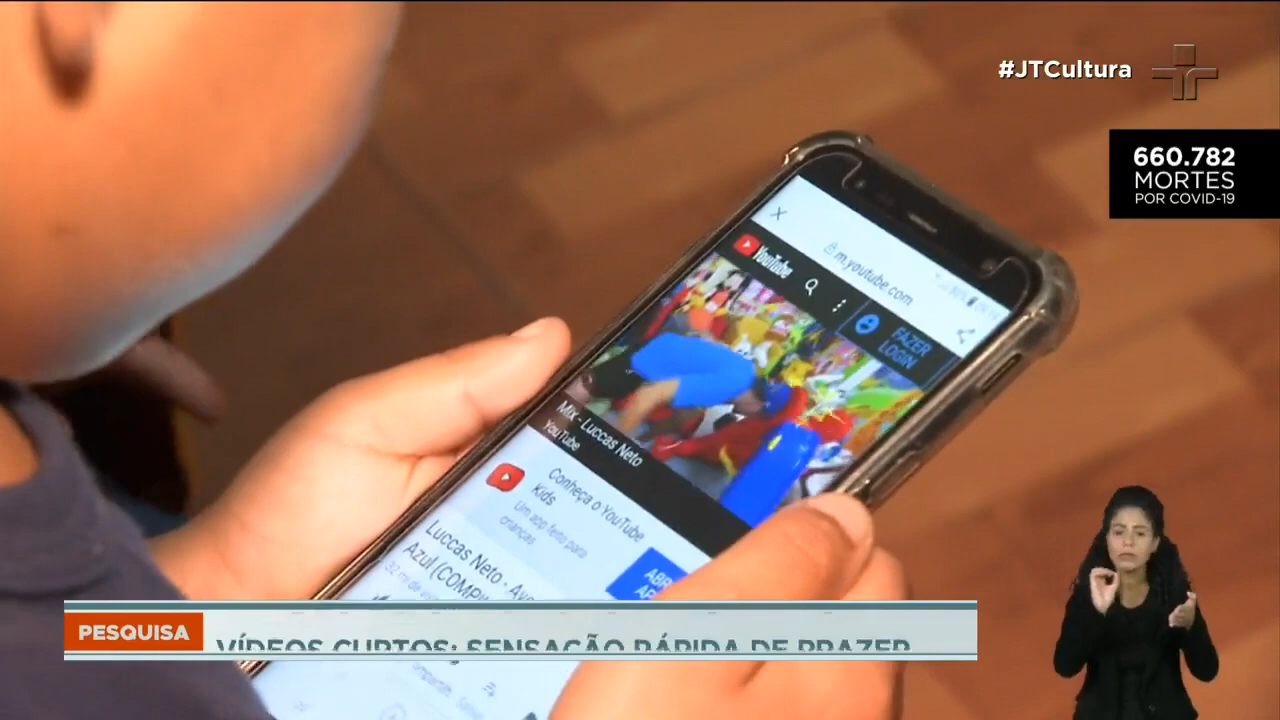 #JTCultura
660.782
MORTES
POR COVID-19
m.youtube.com
YouTube
FAZER
LOGIN
Mix - Luccas Neto
YouTube
Conheça o YouTube
Kids
Um app feito para
crianças
Luccas Neto -
Azul
PESQUISA
VÍDEOS CURTOS: SENSAÇÃO RÁPIDA DE PRAZER